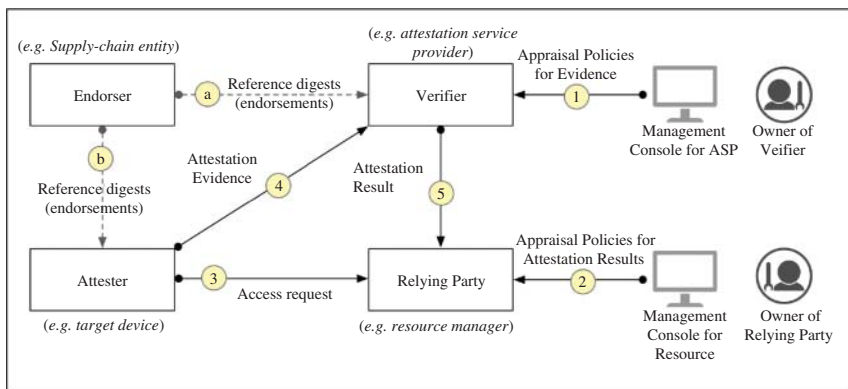 (e.g. Supply-chain entity)
Endorser
a
Reference digests
(endorsements)
(e.g. attestation service
provider)
Verifier
Appraisal Policies
for Evidence
1
Management
Console for ASP
Owner of
Veifier
b
Reference digests
(endorsements)
Attestation
Evidence
4
Attestation
Result
5
Attester
(e.g. target device)
3
Access request
Relying Party
(e.g. resource manager)
Appraisal Policies for
Attestation Results
2
Management
Console for
Resource
Owner of
Relying Party